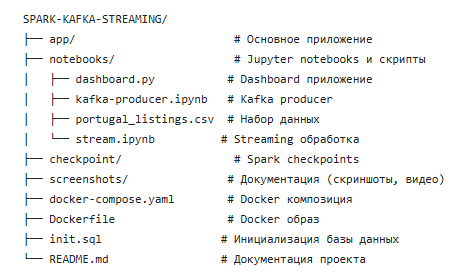 SPARK-KAFKA-STREAMING/
├── app/                        # Основное приложение
├── notebooks/                  # Jupyter notebooks и скрипты
│   ├── dashboard.py           # Dashboard приложение
│   ├── kafka-producer.ipynb   # Kafka producer
│   ├── portugal_listings.csv  # Набор данных
│   └── stream.ipynb          # Streaming обработка
├── checkpoint/                 # Spark checkpoints
├── screenshots/               # Документация (скриншоты, видео)
├── docker-compose.yaml        # Docker композиция
├── Dockerfile                 # Docker образ
├── init.sql                  # Инициализация базы данных
└── README.md                 # Документация проекта